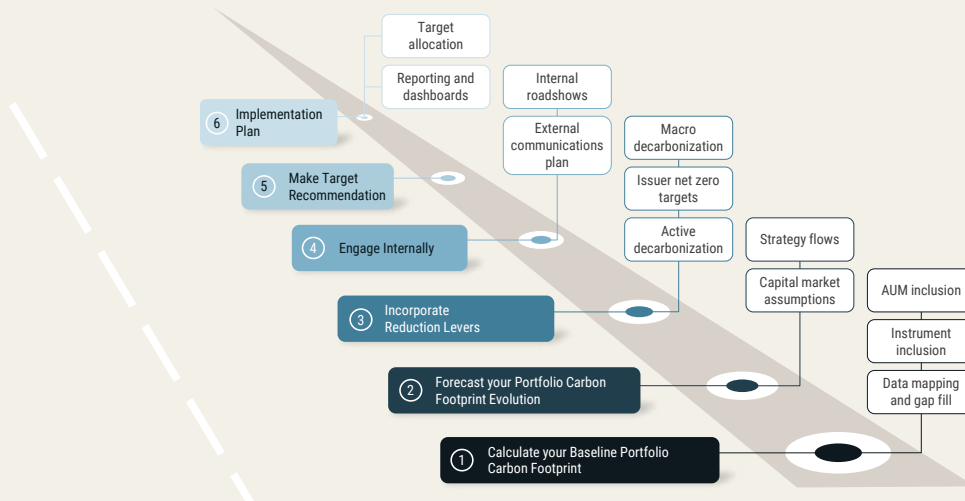 Target
allocation
Reporting and
dashboards
6
Implementation
Plan
Internal
roadshows
External
communications
plan
5
Make Target
Recommendation
Macro
decarbonization
Issuer net zero
targets
Active
decarbonization
4
Engage Internally
Strategy flows
Capital market
assumptions
3
Incorporate
Reduction Levers
AUM inclusion
Instrument
inclusion
Data mapping
and gap fill
2
Forecast your Portfolio Carbon
Footprint Evolution
1
Calculate your Baseline Portfolio
Carbon Footprint